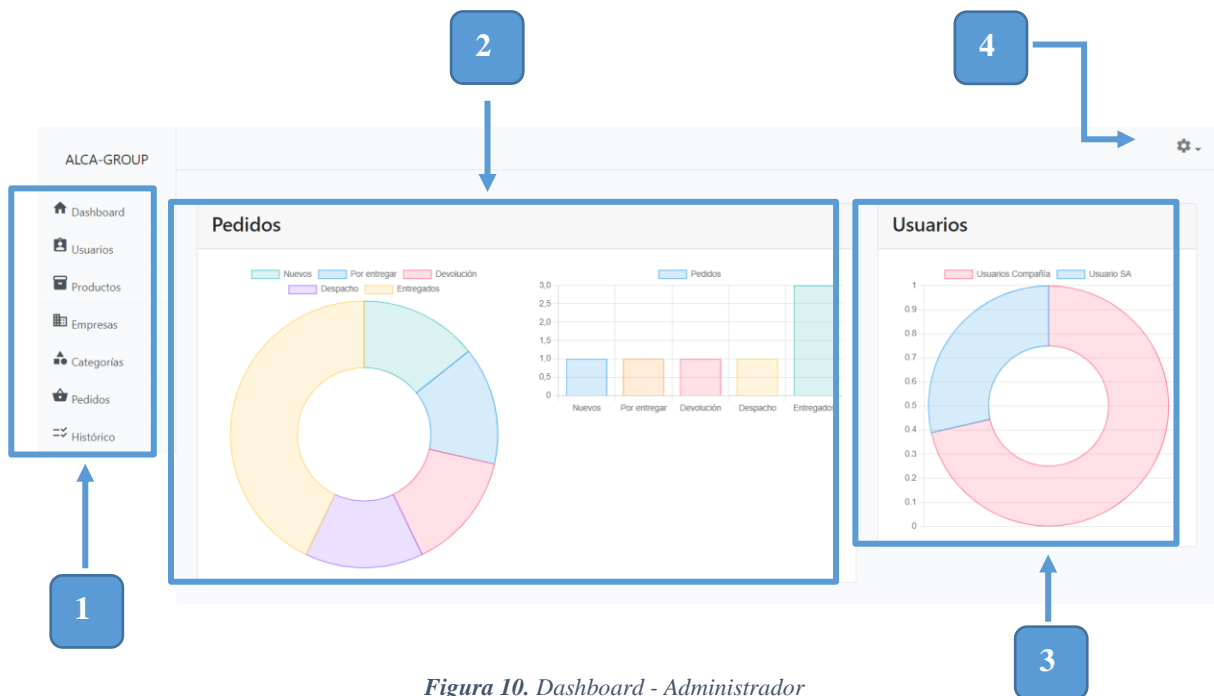 2
4
ALCA-GROUP
Dashboard
Usuarios
Productos
Empresas
Categorías
Pedidos
Histórico
Pedidos
Nuevos Por entregar Devolución
Despacho Entregados
Pedidos
3,0
2,5
2,0
1,5
1,0
0,5
0
Nuevos Por entregar Devolución Despacho Entregados
Usuarios
Usuarios Compañía Usuario SA
1
0.9
0.8
0.7
0.6
0.5
0.4
0.3
0.2
0.1
0
1
3
Figura 10. Dashboard - Administrador